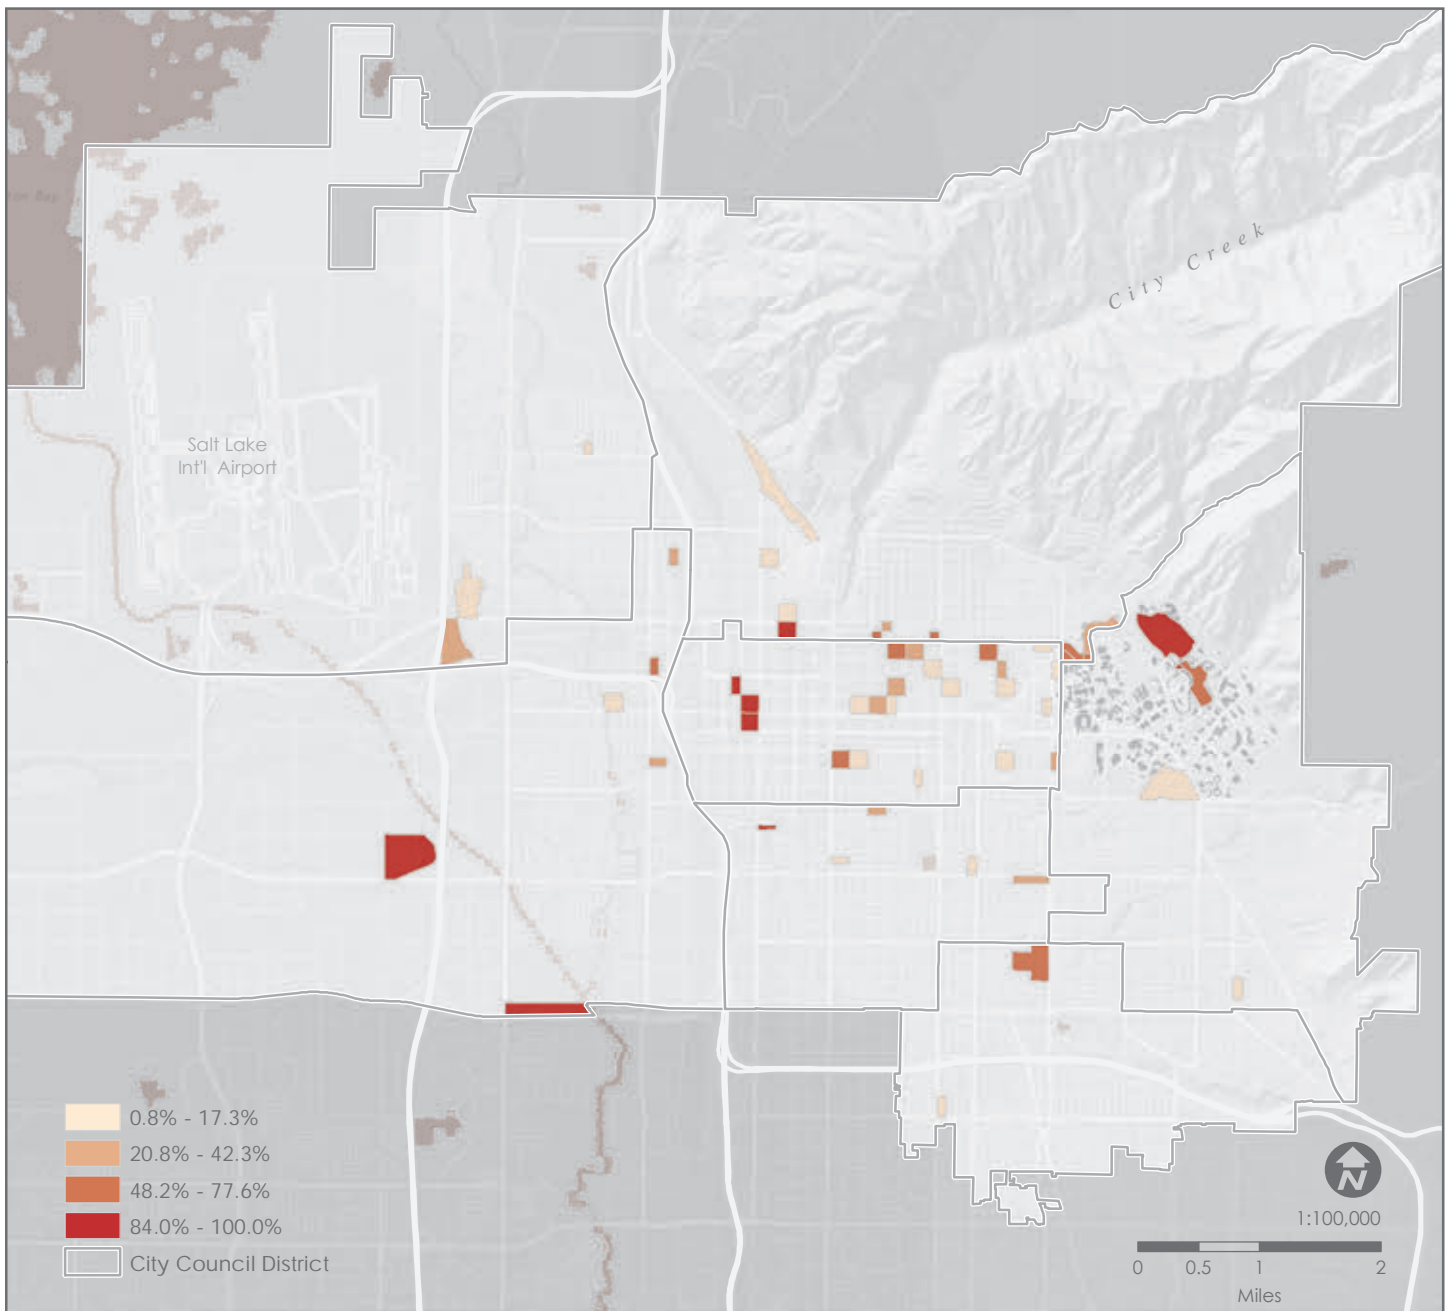 City Creek
Salt Lake
Int'l Airport
0.8% - 17.3%
20.8% - 42.3%
48.2% - 77.6%
84.0% - 100.0%
City Council District
N
1:100,000
0 0.5 1 2
Miles